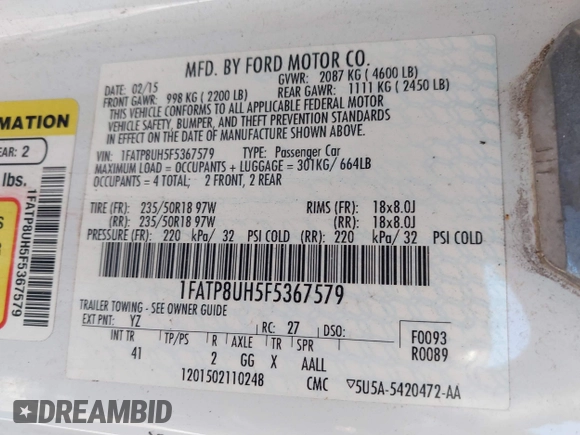 MFD. BY FORD MOTOR CO.
DATE: 02/15 GVWR: 2087 KG ( 4600 LB)
FRONT GAWR: 998 KG ( 2200 LB) REAR GAWR: 1111 KG ( 2450 LB)
THIS VEHICLE CONFORMS TO ALL APPLICABLE FEDERAL MOTOR
VEHICLE SAFETY, BUMPER, AND THEFT PREVENTION STANDARDS
IN EFFECT ON THE DATE OF MANUFACTURE SHOWN ABOVE.
VIN: 1FATP8UH5F5367579 TYPE: Passenger Car
MAXIMUM LOAD = OCCUPANTS + LUGGAGE = 301KG/ 664LB
OCCUPANTS = 4 TOTAL; 2 FRONT, 2 REAR
TIRE (FR): 235/50R18 97W RIMS (FR): 18x8.0J
(RR): 235/50R18 97W (RR): 18x8.0J
PRESSURE (FR): 220 kPa/ 32 PSI COLD (RR): 220 kPa/ 32 PSI COLD
1FATP8UH5F5367579
TRAILER TOWING - SEE OWNER GUIDE
EXT PNT: YZ RC: 27 DSO:
INT TR TP/PS R AXLE TR SPR
41 2 GG X AALL
F0093
R0089
1201502110248 CMC ▽5U5A-5420472-AA
MATION
EAR: 2
lbs.
1FATP8UH5F5367579
DREAMBID